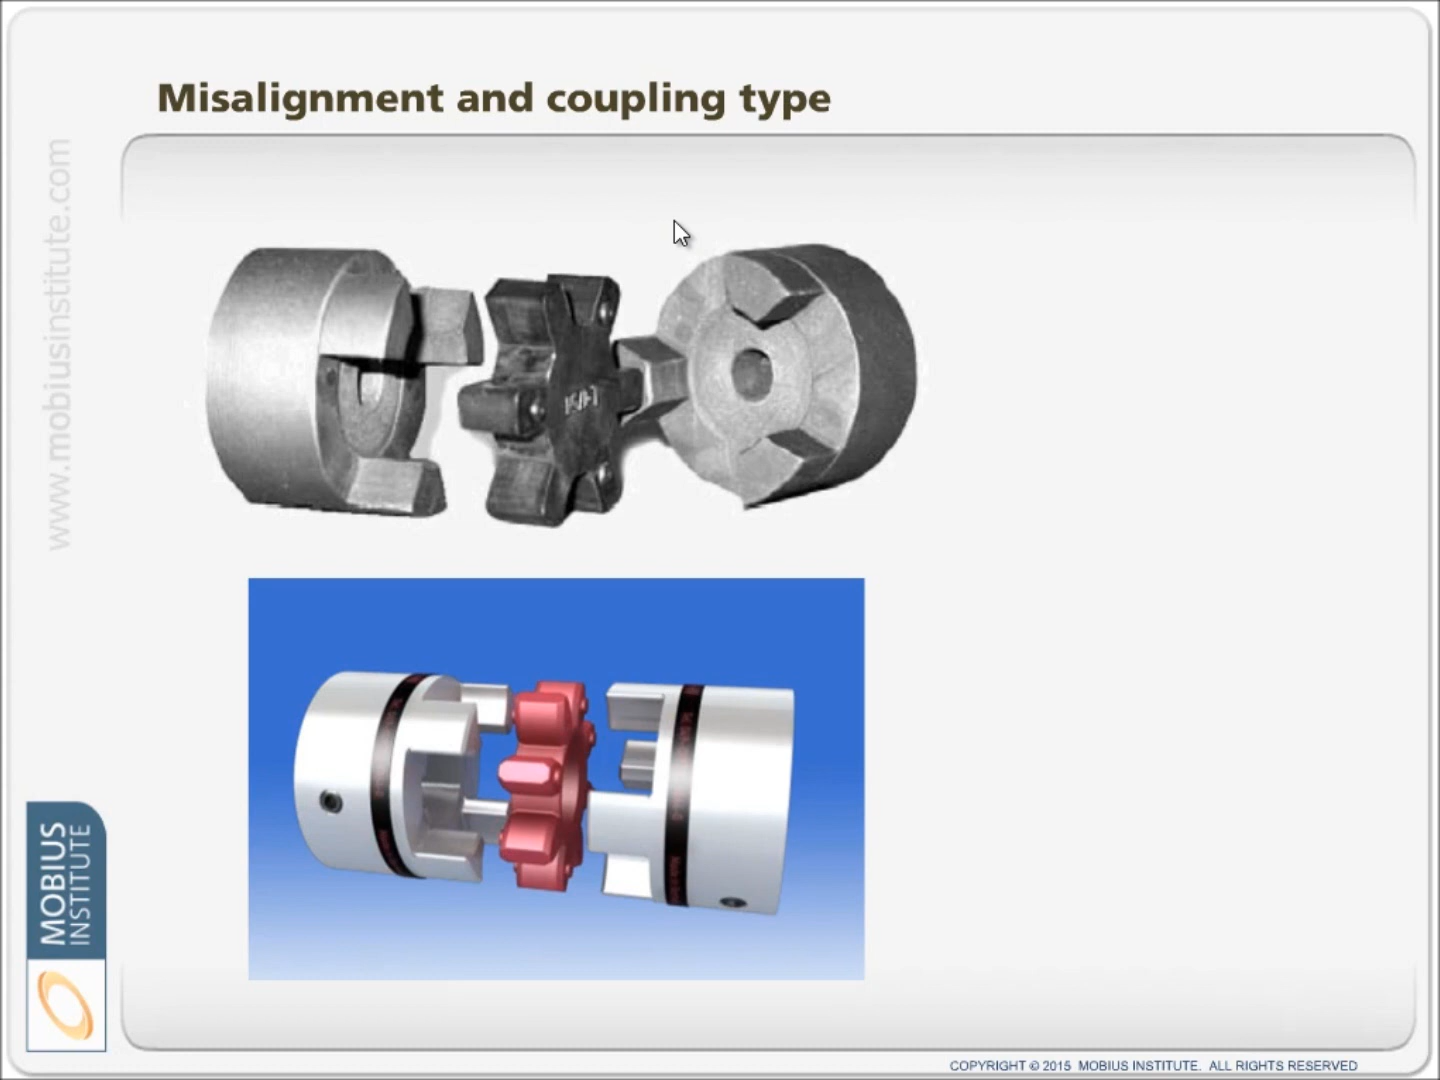 Misalignment and coupling type
www.mobiusinstitute.com
MOBIUS
INSTITUTE
COPYRIGHT © 2015 MOBIUS INSTITUTE. ALL RIGHTS RESERVED